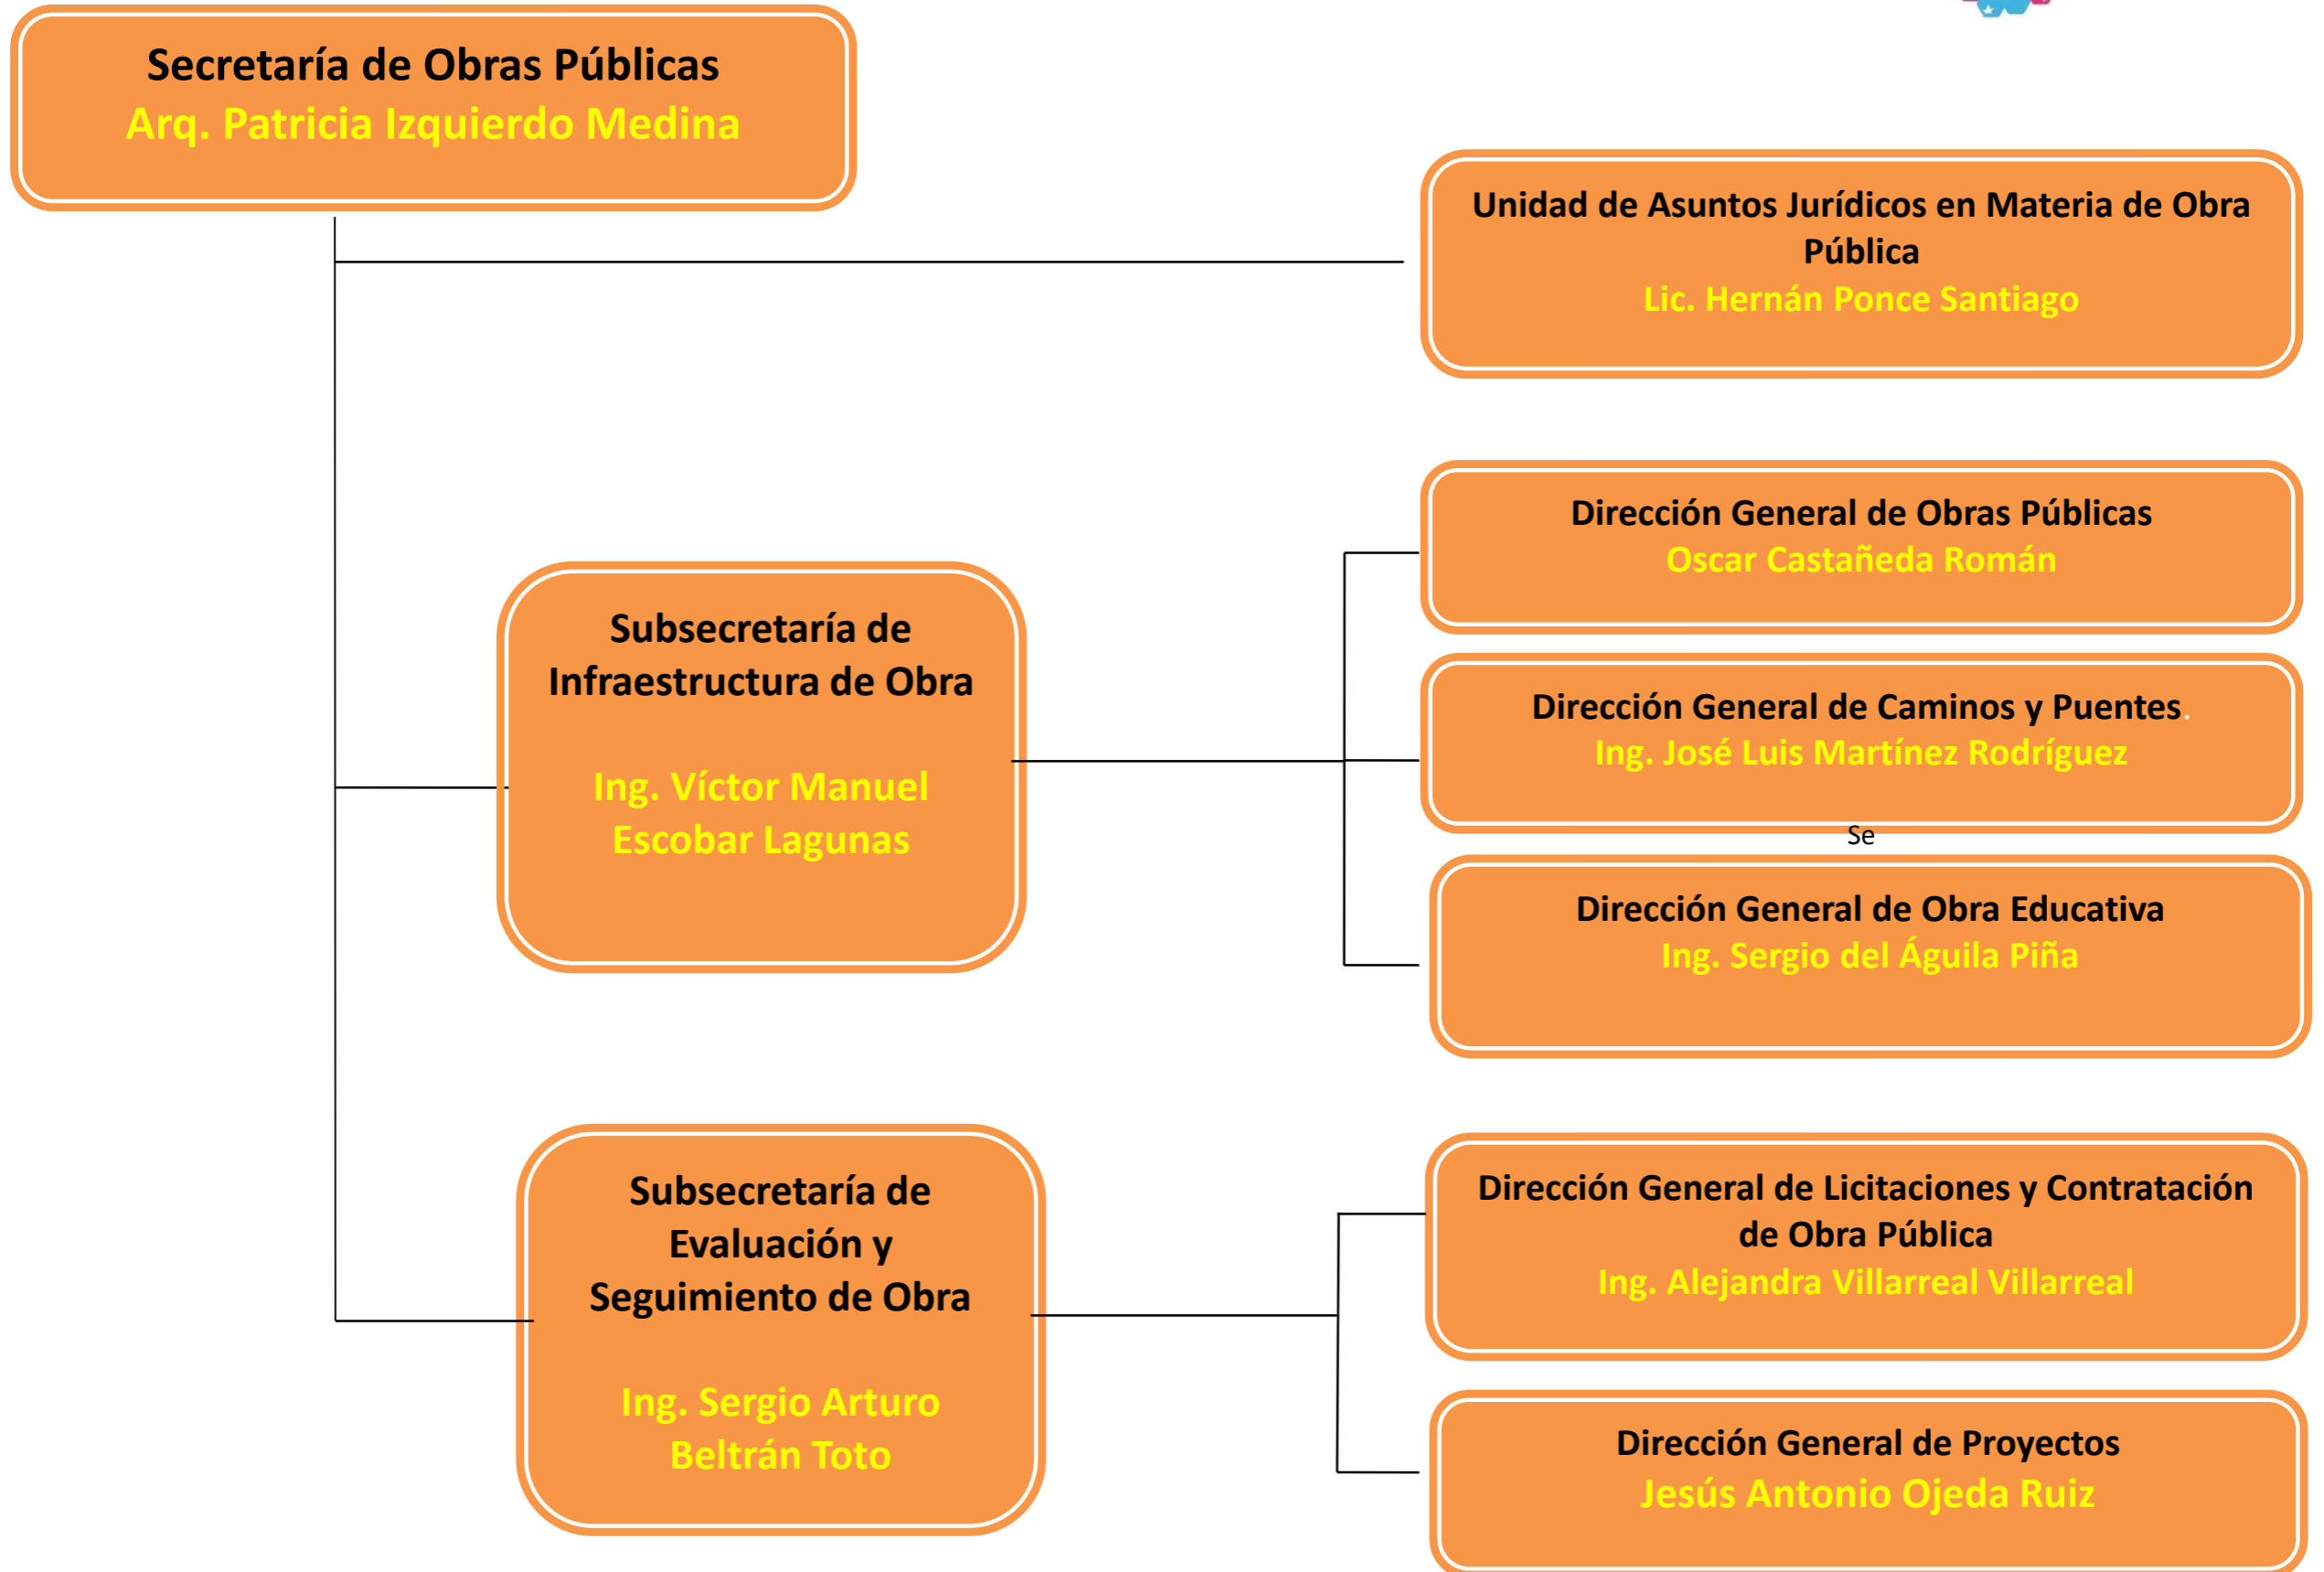 Secretaría de Obras Públicas
Arq. Patricia Izquierdo Medina
Unidad de Asuntos Jurídicos en Materia de Obra
Pública
Lic. Hernán Ponce Santiago
Subsecretaría de
Infraestructura de Obra
Ing. Víctor Manuel
Escobar Lagunas
Dirección General de Obras Públicas
Oscar Castañeda Román
Dirección General de Caminos y Puentes.
Ing. José Luis Martínez Rodríguez
Se
Dirección General de Obra Educativa
Ing. Sergio del Águila Piña
Subsecretaría de
Evaluación y
Seguimiento de Obra
Ing. Sergio Arturo
Beltrán Toto
Dirección General de Licitaciones y Contratación
de Obra Pública
Ing. Alejandra Villarreal Villarreal
Dirección General de Proyectos
Jesús Antonio Ojeda Ruiz